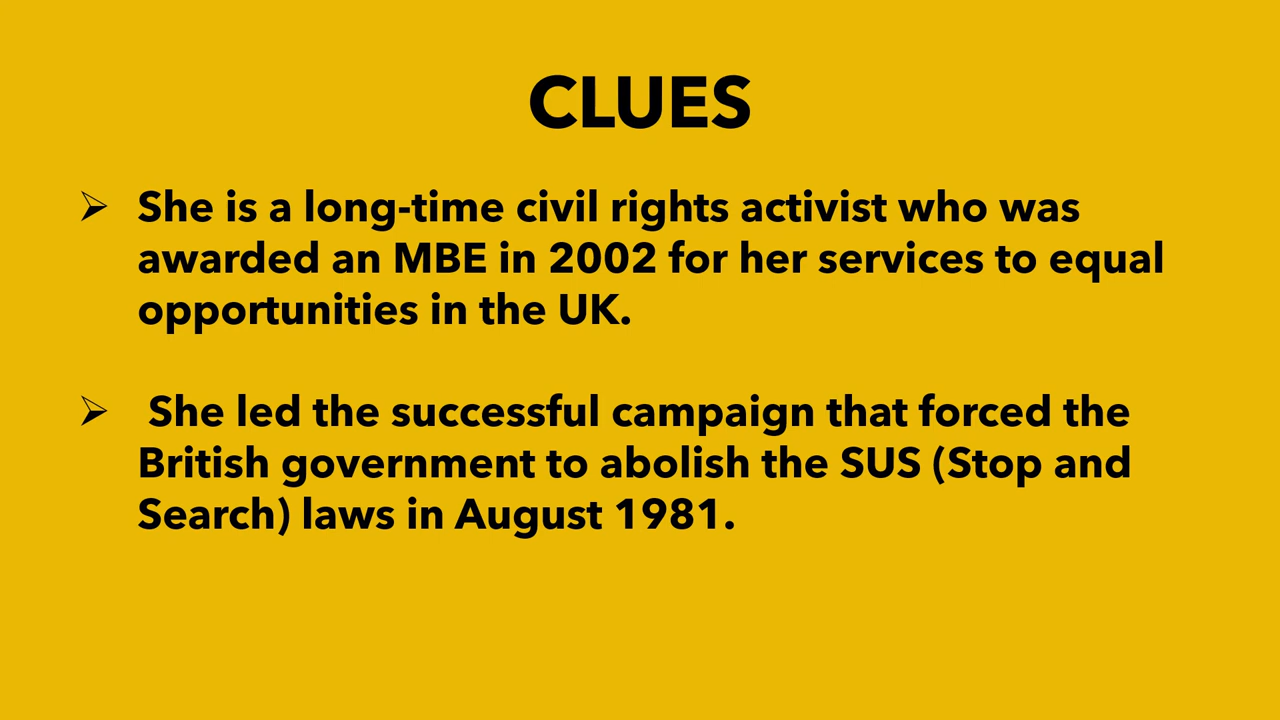 CLUES
➢ She is a long-time civil rights activist who was
awarded an MBE in 2002 for her services to equal
opportunities in the UK.
➢ She led the successful campaign that forced the
British government to abolish the SUS (Stop and
Search) laws in August 1981.